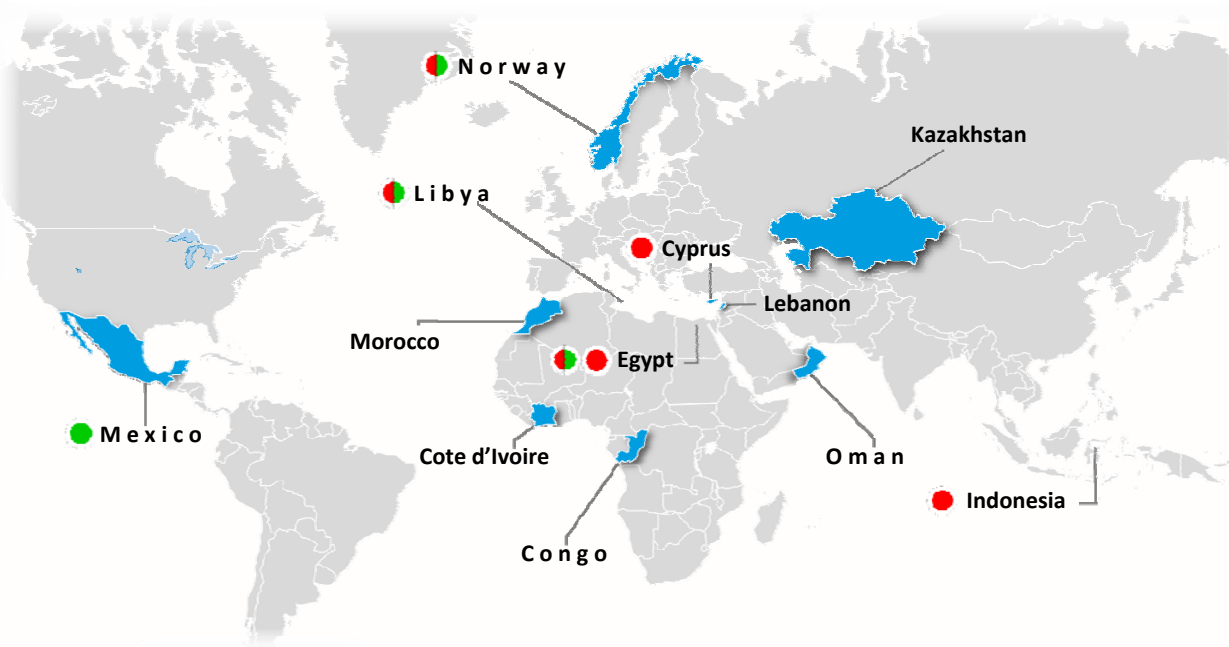 Norway
Kazakhstan
Libya
Cyprus
Lebanon
Morocco
Egypt
Mexico
Cote d'Ivoire
Oman
Indonesia
Congo